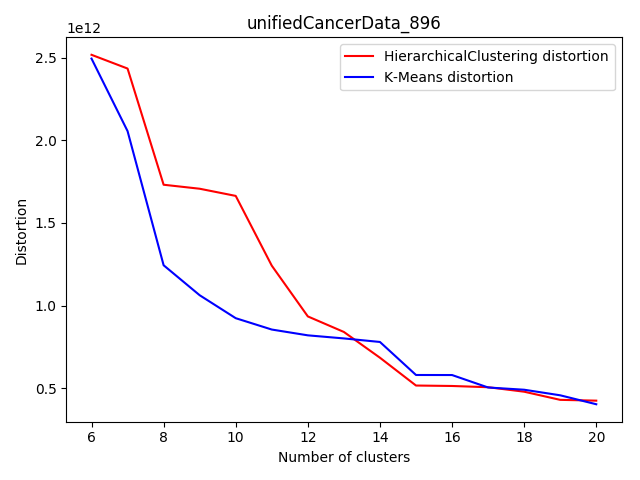 unifiedCancerData_896
1e12
HierarchicalClustering distortion
K-Means distortion
2.5
2.0
1.5
1.0
0.5
Distortion
6 8 10 12 14 16 18 20
Number of clusters